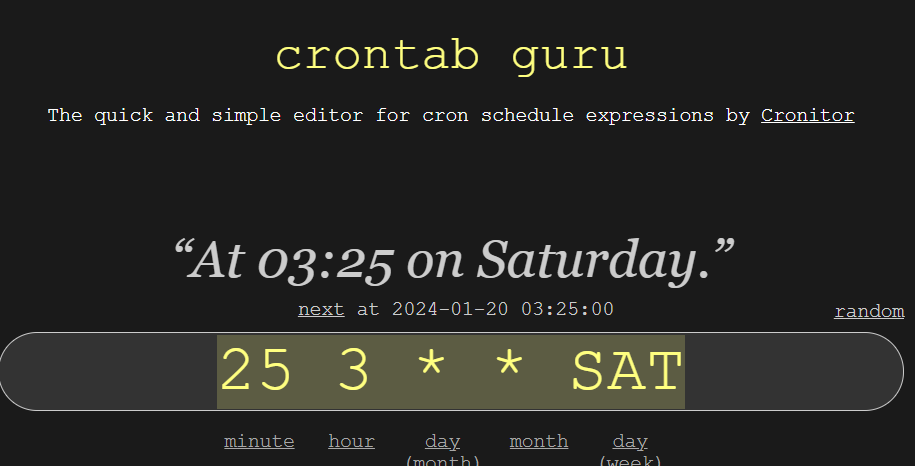 crontab guru
The quick and simple editor for cron schedule expressions by Cronitor
“At 03:25 on Saturday.”
next at 2024-01-20 03:25:00
random
25 3 * * SAT
minute hour day month day
(month) (week)